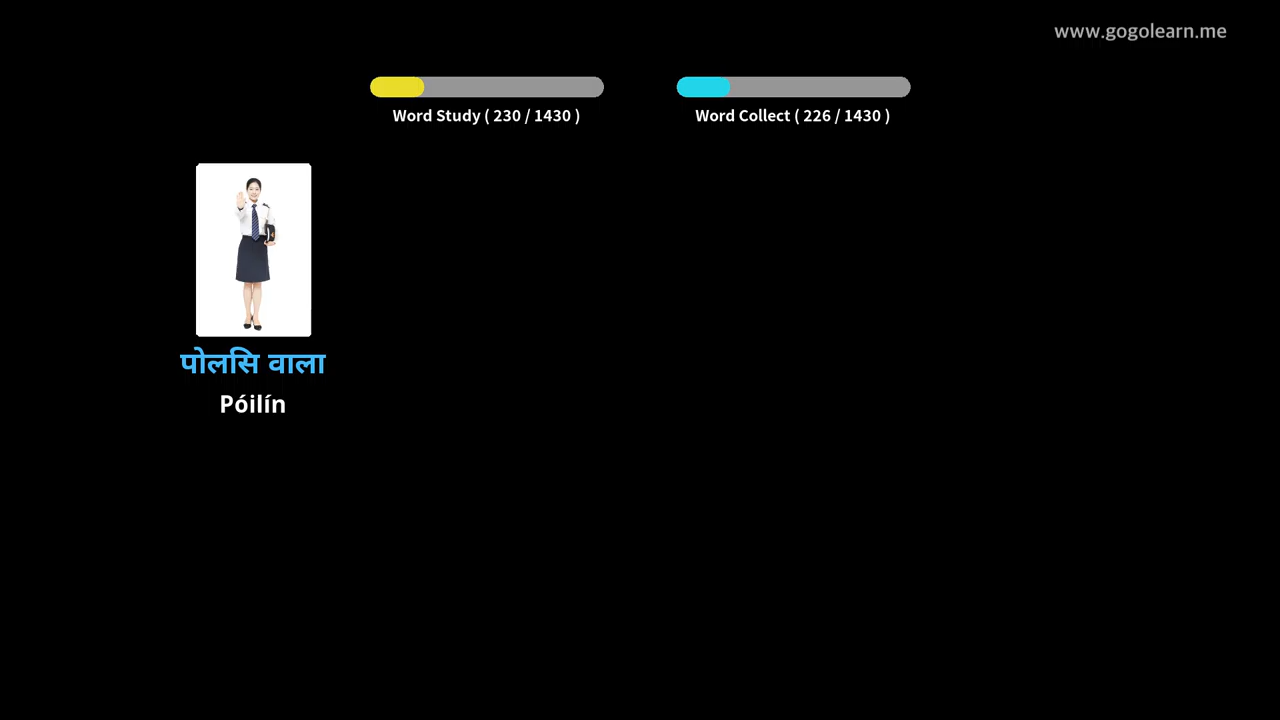 www.gogolearn.me
Word Study ( 230 / 1430 )
Word Collect ( 226 / 1430 )
पोलसि वाला
Póilín